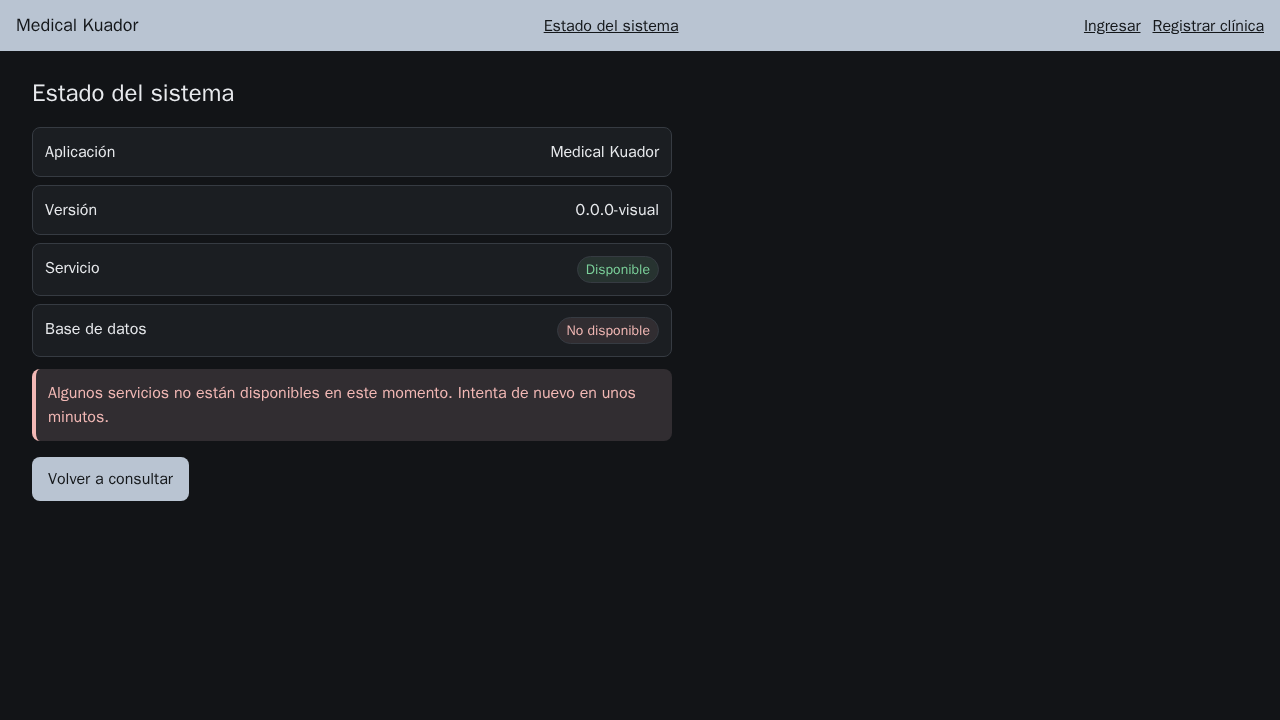 Medical Kuador
Estado del sistema
Ingresar
Registrar clínica
Estado del sistema
Aplicación
Medical Kuador
Versión
0.0.0-visual
Servicio
Disponible
Base de datos
No disponible
Algunos servicios no están disponibles en este momento. Intenta de nuevo en unos
minutos.
Volver a consultar